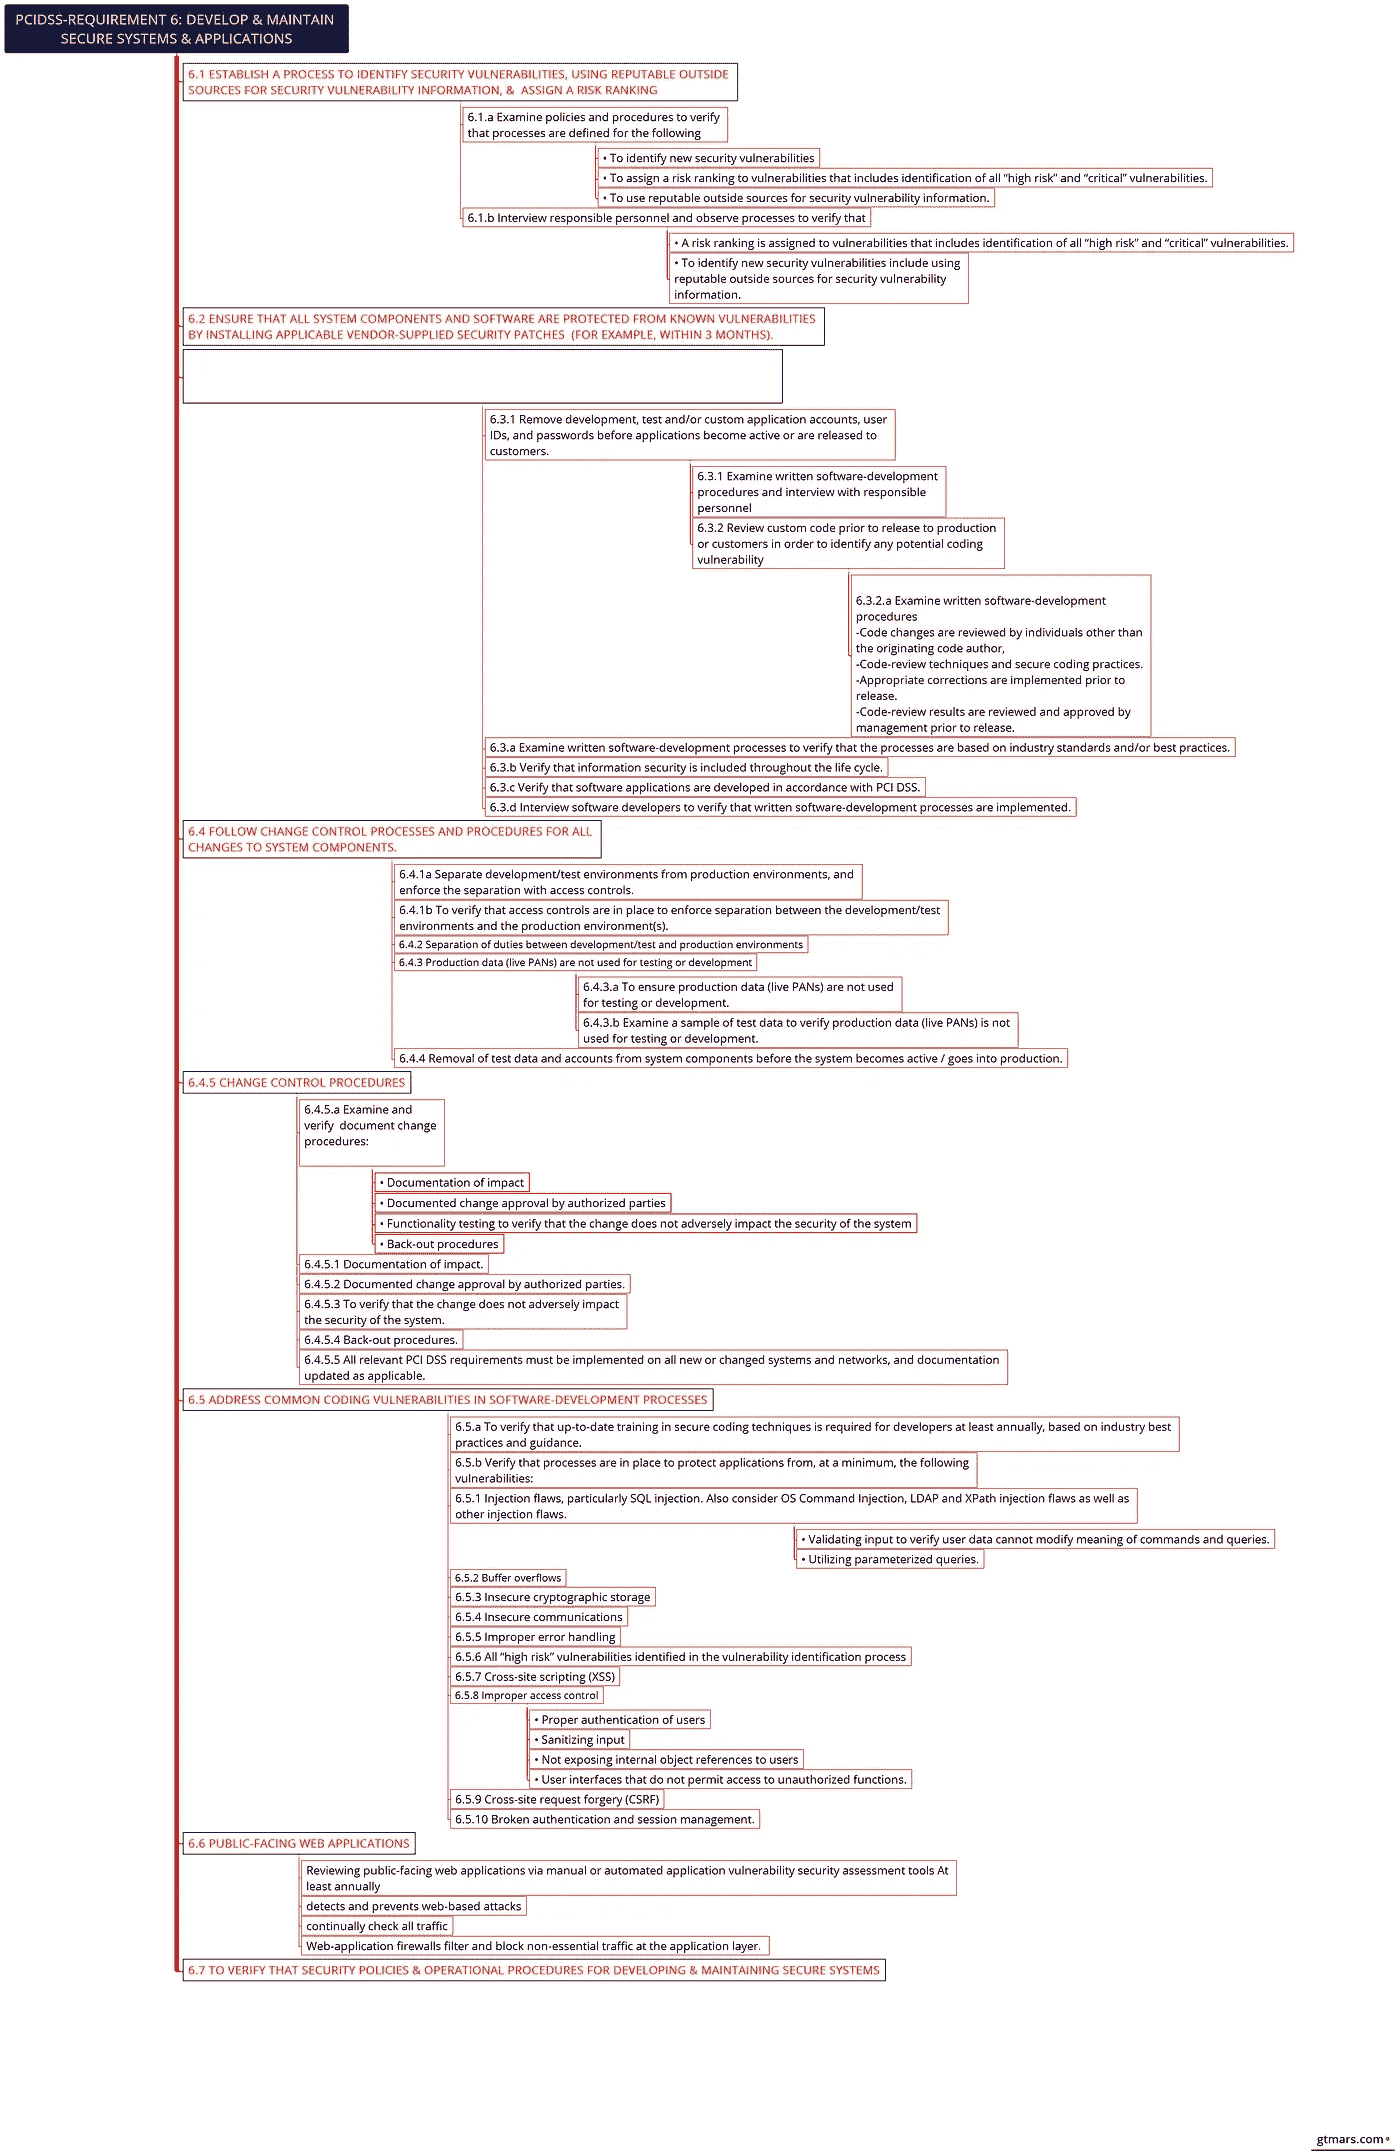 PCIDSS-REQUIREMENT 6: DEVELOP & MAINTAIN
SECURE SYSTEMS & APPLICATIONS
6.1 ESTABLISH A PROCESS TO IDENTIFY SECURITY VULNERABILITIES, USING REPUTABLE OUTSIDE
SOURCES FOR SECURITY VULNERABILITY INFORMATION, & ASSIGN A RISK RANKING
6.1.a Examine policies and procedures to verify
that processes are defined for the following
• To identify new security vulnerabilities
• To assign a risk ranking to vulnerabilities that includes identification of all “high risk” and “critical” vulnerabilities.
• To use reputable outside sources for security vulnerability information.
6.1.b Interview responsible personnel and observe processes to verify that
• A risk ranking is assigned to vulnerabilities that includes identification of all “high risk” and “critical” vulnerabilities.
• To identify new security vulnerabilities include using
reputable outside sources for security vulnerability
information.
6.2 ENSURE THAT ALL SYSTEM COMPONENTS AND SOFTWARE ARE PROTECTED FROM KNOWN VULNERABILITIES
BY INSTALLING APPLICABLE VENDOR-SUPPLIED SECURITY PATCHES (FOR EXAMPLE, WITHIN 3 MONTHS).
6.3.1 Remove development, test and/or custom application accounts, user
IDs, and passwords before applications become active or are released to
customers.
6.3.1 Examine written software-development
procedures and interview with responsible
personnel
6.3.2 Review custom code prior to release to production
or customers in order to identify any potential coding
vulnerability
6.3.2.a Examine written software-development
procedures
-Code changes are reviewed by individuals other than
the originating code author,
-Code-review techniques and secure coding practices.
-Appropriate corrections are implemented prior to
release.
-Code-review results are reviewed and approved by
management prior to release.
6.3.a Examine written software-development processes to verify that the processes are based on industry standards and/or best practices.
6.3.b Verify that information security is included throughout the life cycle.
6.3.c Verify that software applications are developed in accordance with PCI DSS.
6.3.d Interview software developers to verify that written software-development processes are implemented.
6.4 FOLLOW CHANGE CONTROL PROCESSES AND PROCEDURES FOR ALL
CHANGES TO SYSTEM COMPONENTS.
6.4.1a Separate development/test environments from production environments, and
enforce the separation with access controls.
6.4.1b To verify that access controls are in place to enforce separation between the development/test
environments and the production environment(s).
6.4.2 Separation of duties between development/test and production environments
6.4.3 Production data (live PANs) are not used for testing or development
6.4.3.a To ensure production data (live PANs) are not used
for testing or development.
6.4.3.b Examine a sample of test data to verify production data (live PANs) is not
used for testing or development.
6.4.4 Removal of test data and accounts from system components before the system becomes active / goes into production.
6.4.5 CHANGE CONTROL PROCEDURES
6.4.5.a Examine and
verify document change
procedures:
• Documentation of impact
• Documented change approval by authorized parties
• Functionality testing to verify that the change does not adversely impact the security of the system
• Back-out procedures
6.4.5.1 Documentation of impact.
6.4.5.2 Documented change approval by authorized parties.
6.4.5.3 To verify that the change does not adversely impact
the security of the system.
6.4.5.4 Back-out procedures.
6.4.5.5 All relevant PCI DSS requirements must be implemented on all new or changed systems and networks, and documentation
updated as applicable.
6.5 ADDRESS COMMON CODING VULNERABILITIES IN SOFTWARE-DEVELOPMENT PROCESSES
6.5.a To verify that up-to-date training in secure coding techniques is required for developers at least annually, based on industry best
practices and guidance.
6.5.b Verify that processes are in place to protect applications from, at a minimum, the following
vulnerabilities:
6.5.1 Injection flaws, particularly SQL injection. Also consider OS Command Injection, LDAP and XPath injection flaws as well as
other injection flaws.
• Validating input to verify user data cannot modify meaning of commands and queries.
• Utilizing parameterized queries.
6.5.2 Buffer overflows
6.5.3 Insecure cryptographic storage
6.5.4 Insecure communications
6.5.5 Improper error handling
6.5.6 All “high risk” vulnerabilities identified in the vulnerability identification process
6.5.7 Cross-site scripting (XSS)
6.5.8 Improper access control
• Proper authentication of users
• Sanitizing input
• Not exposing internal object references to users
• User interfaces that do not permit access to unauthorized functions.
6.5.9 Cross-site request forgery (CSRF)
6.5.10 Broken authentication and session management.
6.6 PUBLIC-FACING WEB APPLICATIONS
Reviewing public-facing web applications via manual or automated application vulnerability security assessment tools At
least annually
detects and prevents web-based attacks
continually check all traffic
Web-application firewalls filter and block non-essential traffic at the application layer.
6.7 TO VERIFY THAT SECURITY POLICIES & OPERATIONAL PROCEDURES FOR DEVELOPING & MAINTAINING SECURE SYSTEMS
gtmars.com